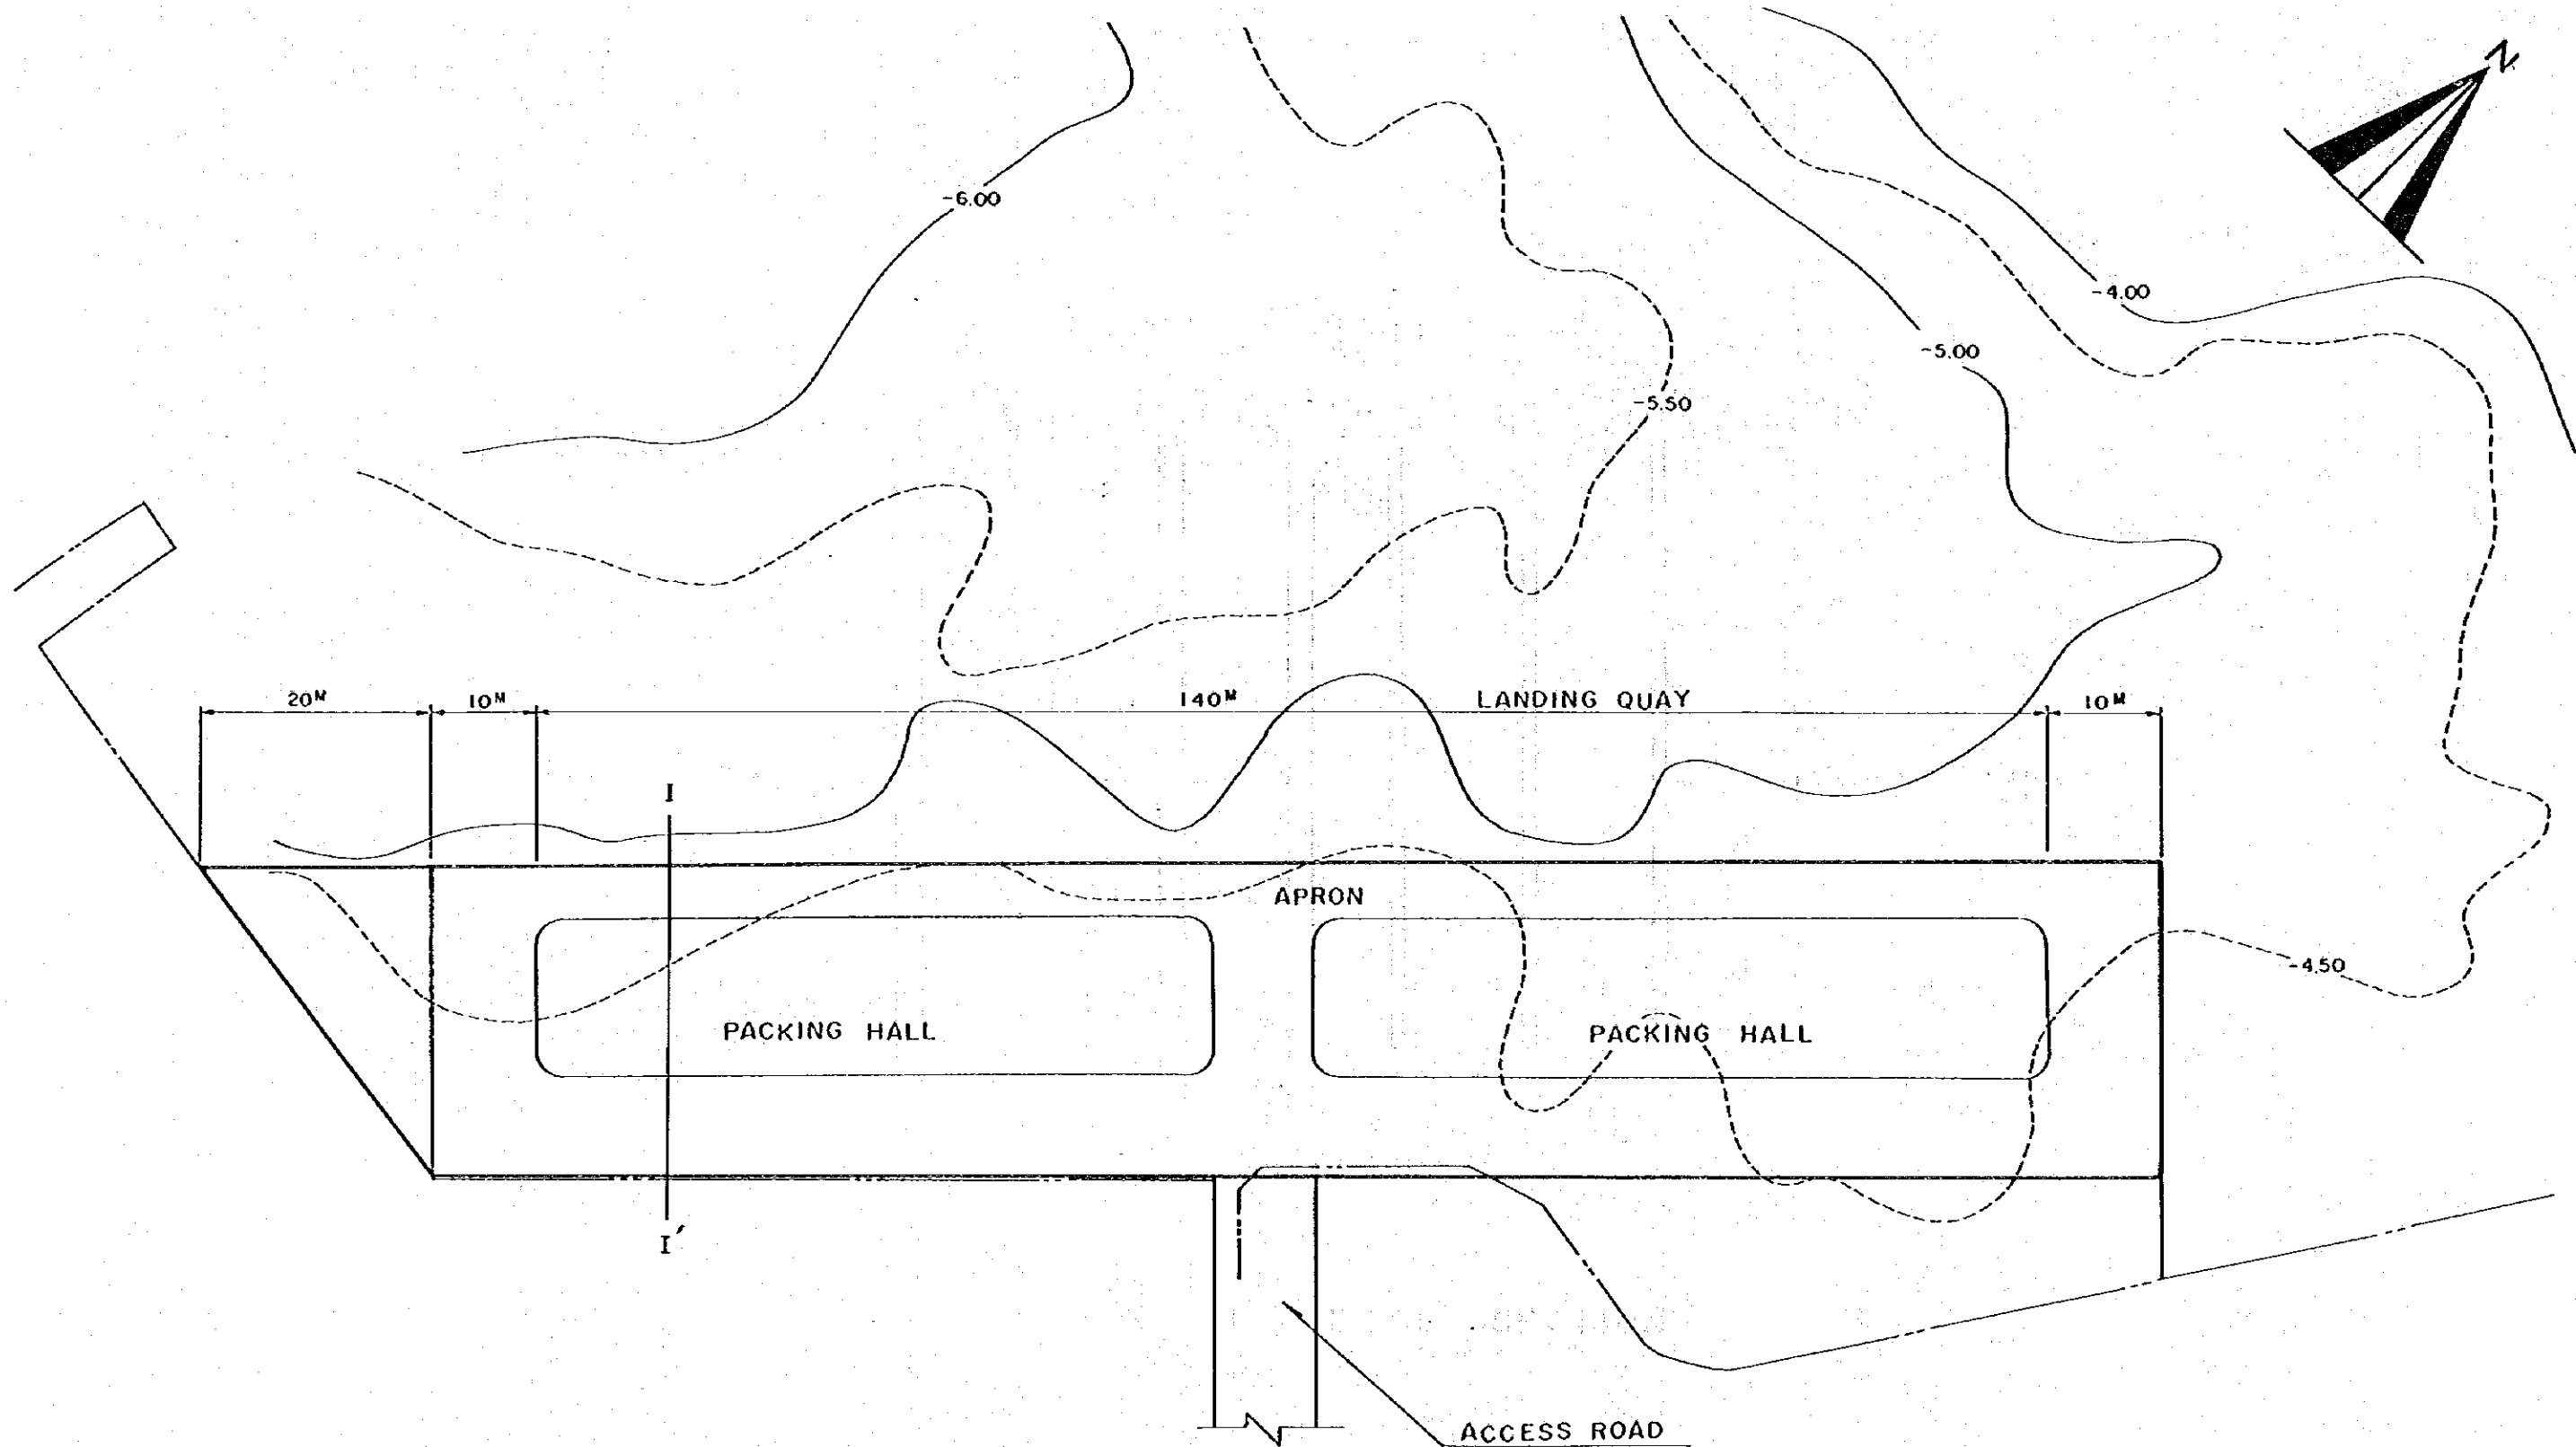 N
-6.00
-4.00
-5.00
-5.50
20M
10M
140M
LANDING QUAY
10M
I
APRON
-4.50
PACKING HALL
PACKING HALL
I′
ACCESS ROAD